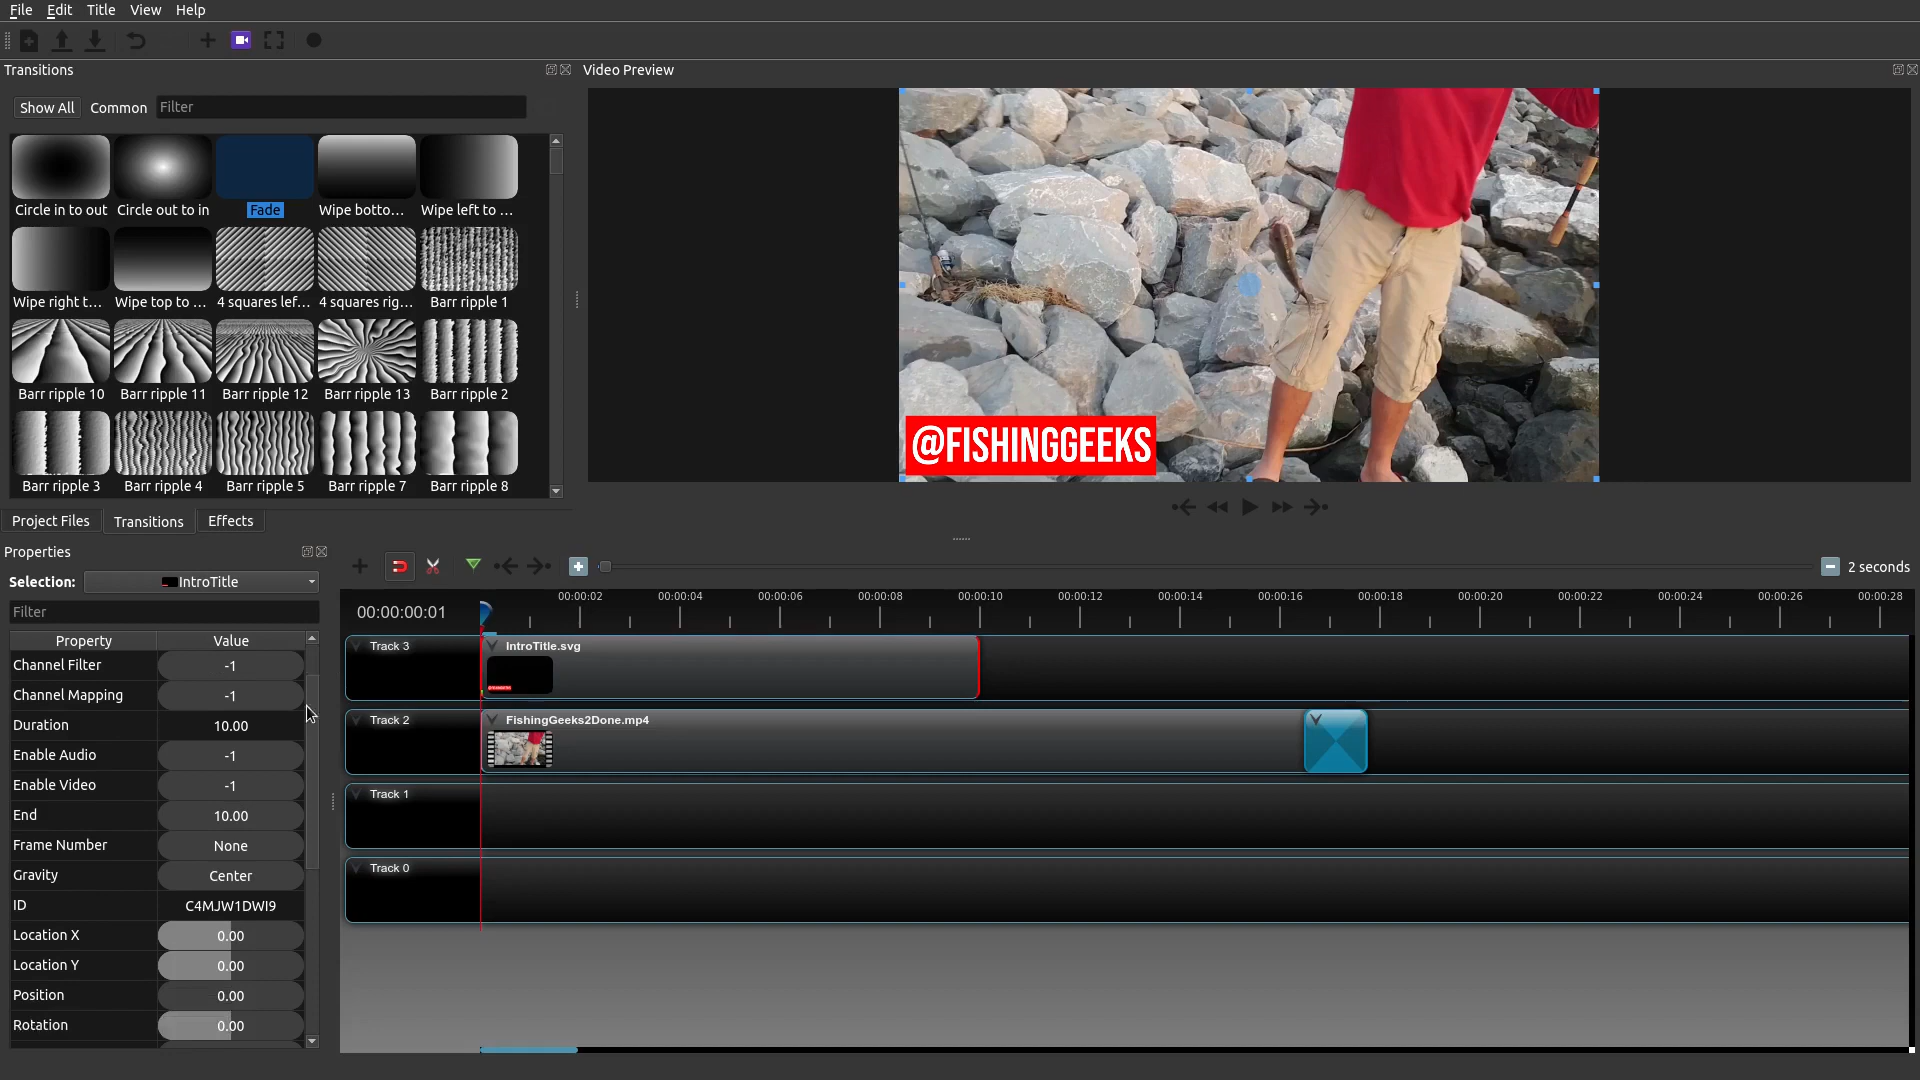 File Edit Title View Help
Transitions
Video Preview
Show All Common Filter
Circle in to out Circle out to in Fade Wipe botto... Wipe left to ...
Wipe right t... Wipe top to ... 4 squares lef... 4 squares rig... Barr ripple 1
Barr ripple 10 Barr ripple 11 Barr ripple 12 Barr ripple 13 Barr ripple 2
Barr ripple 3 Barr ripple 4 Barr ripple 5 Barr ripple 7 Barr ripple 8
@FISHINGGEEKS
Project Files Transitions Effects
Properties
Selection: IntroTitle
Filter
Property Value
Channel Filter -1
Channel Mapping -1
Duration 10.00
Enable Audio -1
Enable Video -1
End 10.00
Frame Number None
Gravity Center
ID C4MJW1DWI9
Location X 0.00
Location Y 0.00
Position 0.00
Rotation 0.00
2 seconds
00:00:00:01
00:00:02 00:00:04 00:00:06 00:00:08 00:00:10 00:00:12 00:00:14 00:00:16 00:00:18 00:00:20 00:00:22 00:00:24 00:00:26 00:00:28
Track 3 IntroTitle.svg
Track 2 FishingGeeks2Done.mp4
Track 1
Track 0